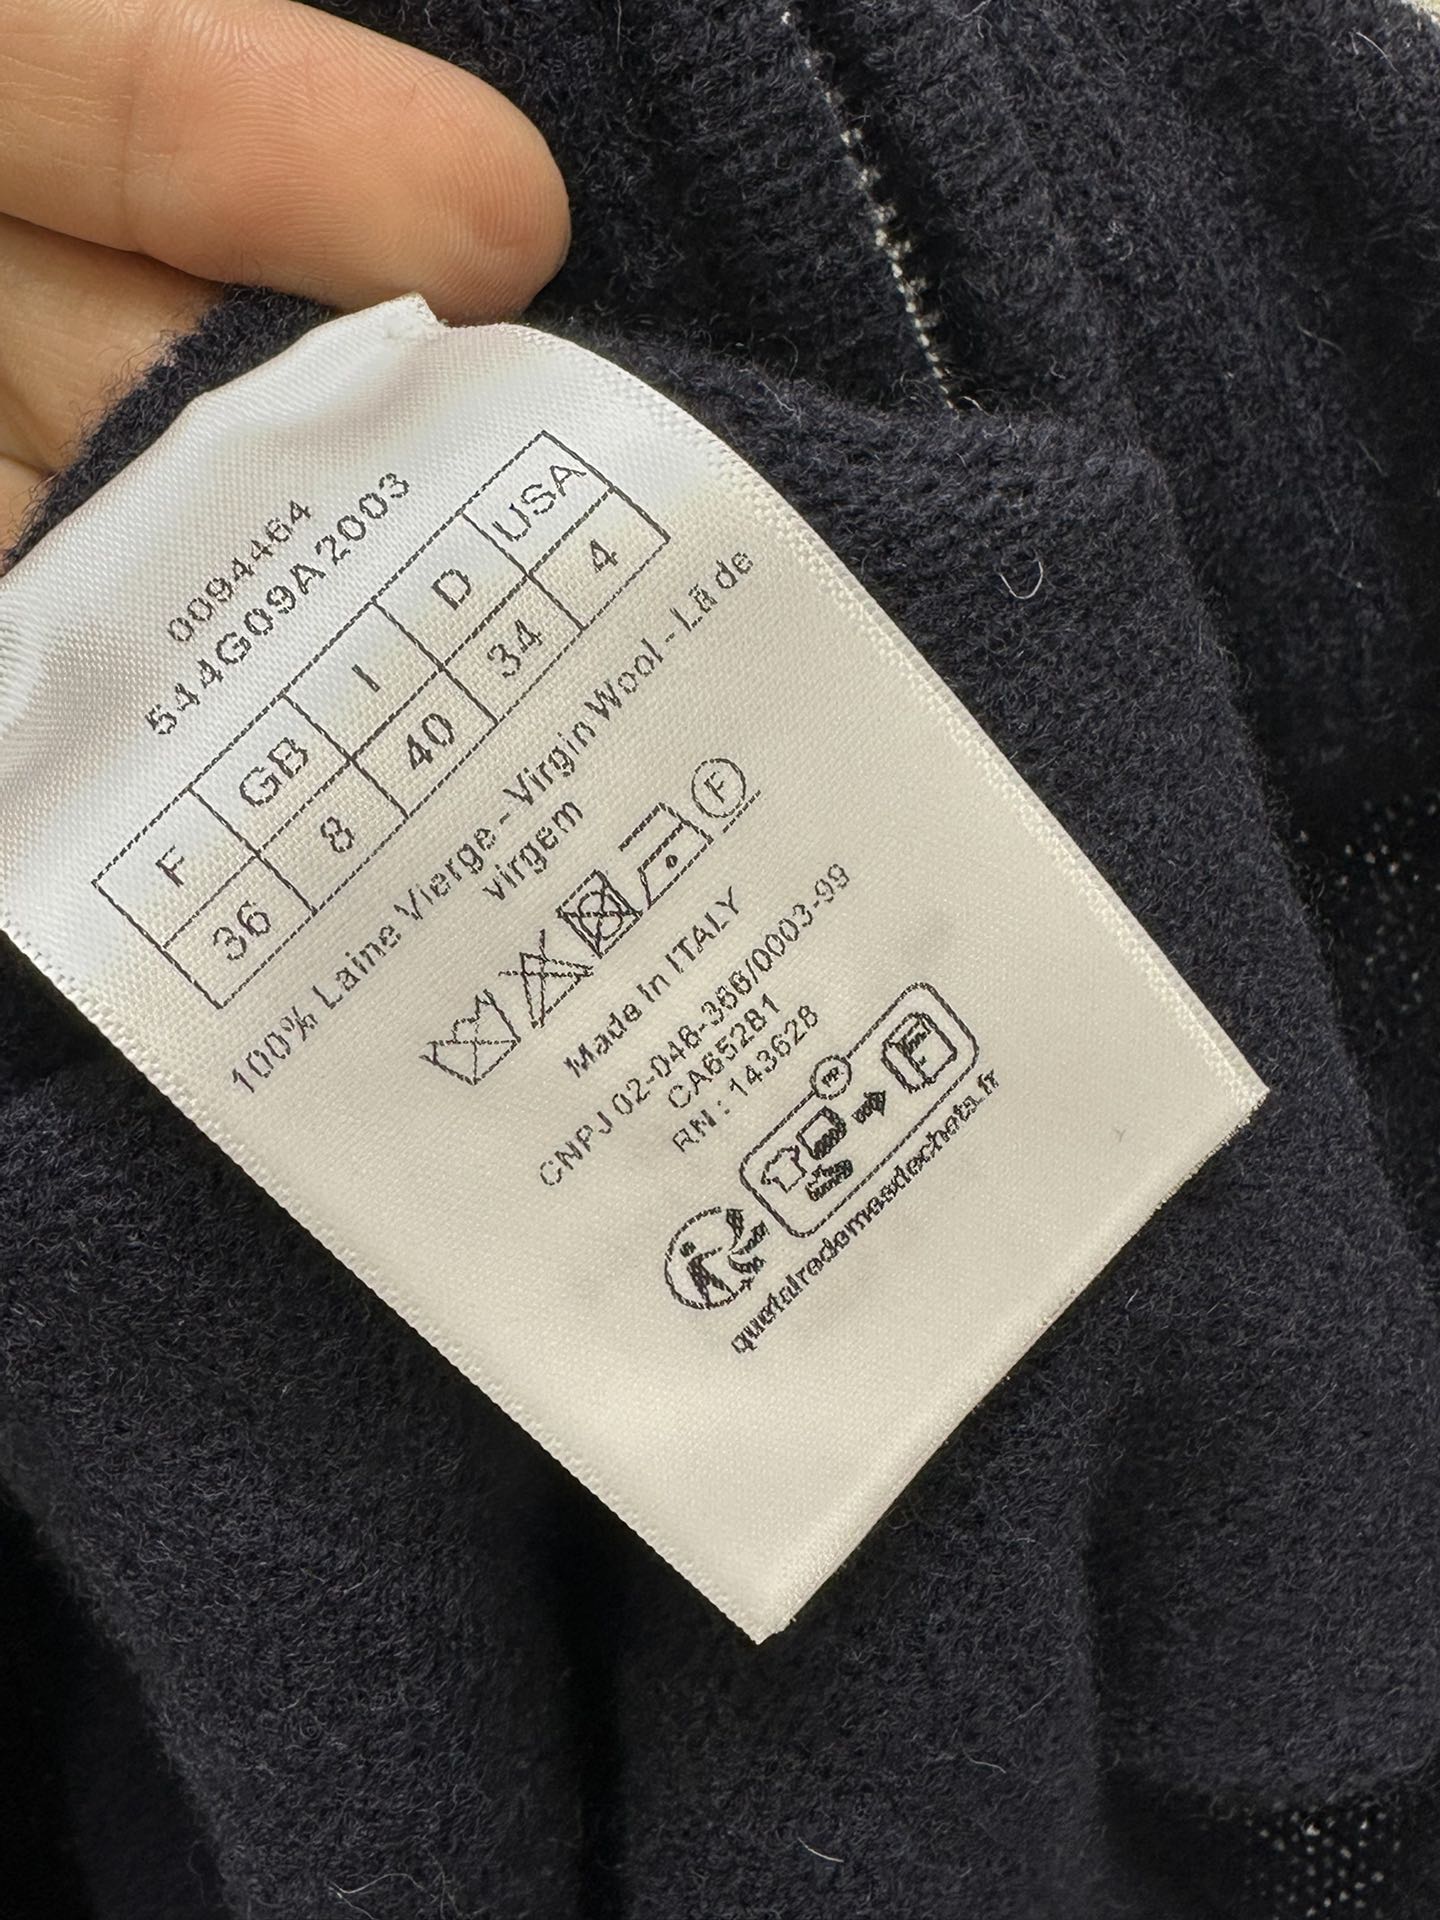 0094464
544G09A2003
F GB I D USA
36 8 40 34 4
100% Laine Vierge - Virgin Wool - Lã de
virgem
F
Made In ITALY
CNPJ 02-048-366/0003-99
CA65281
RN : 143628
FR
quefairedemesdechets.fr